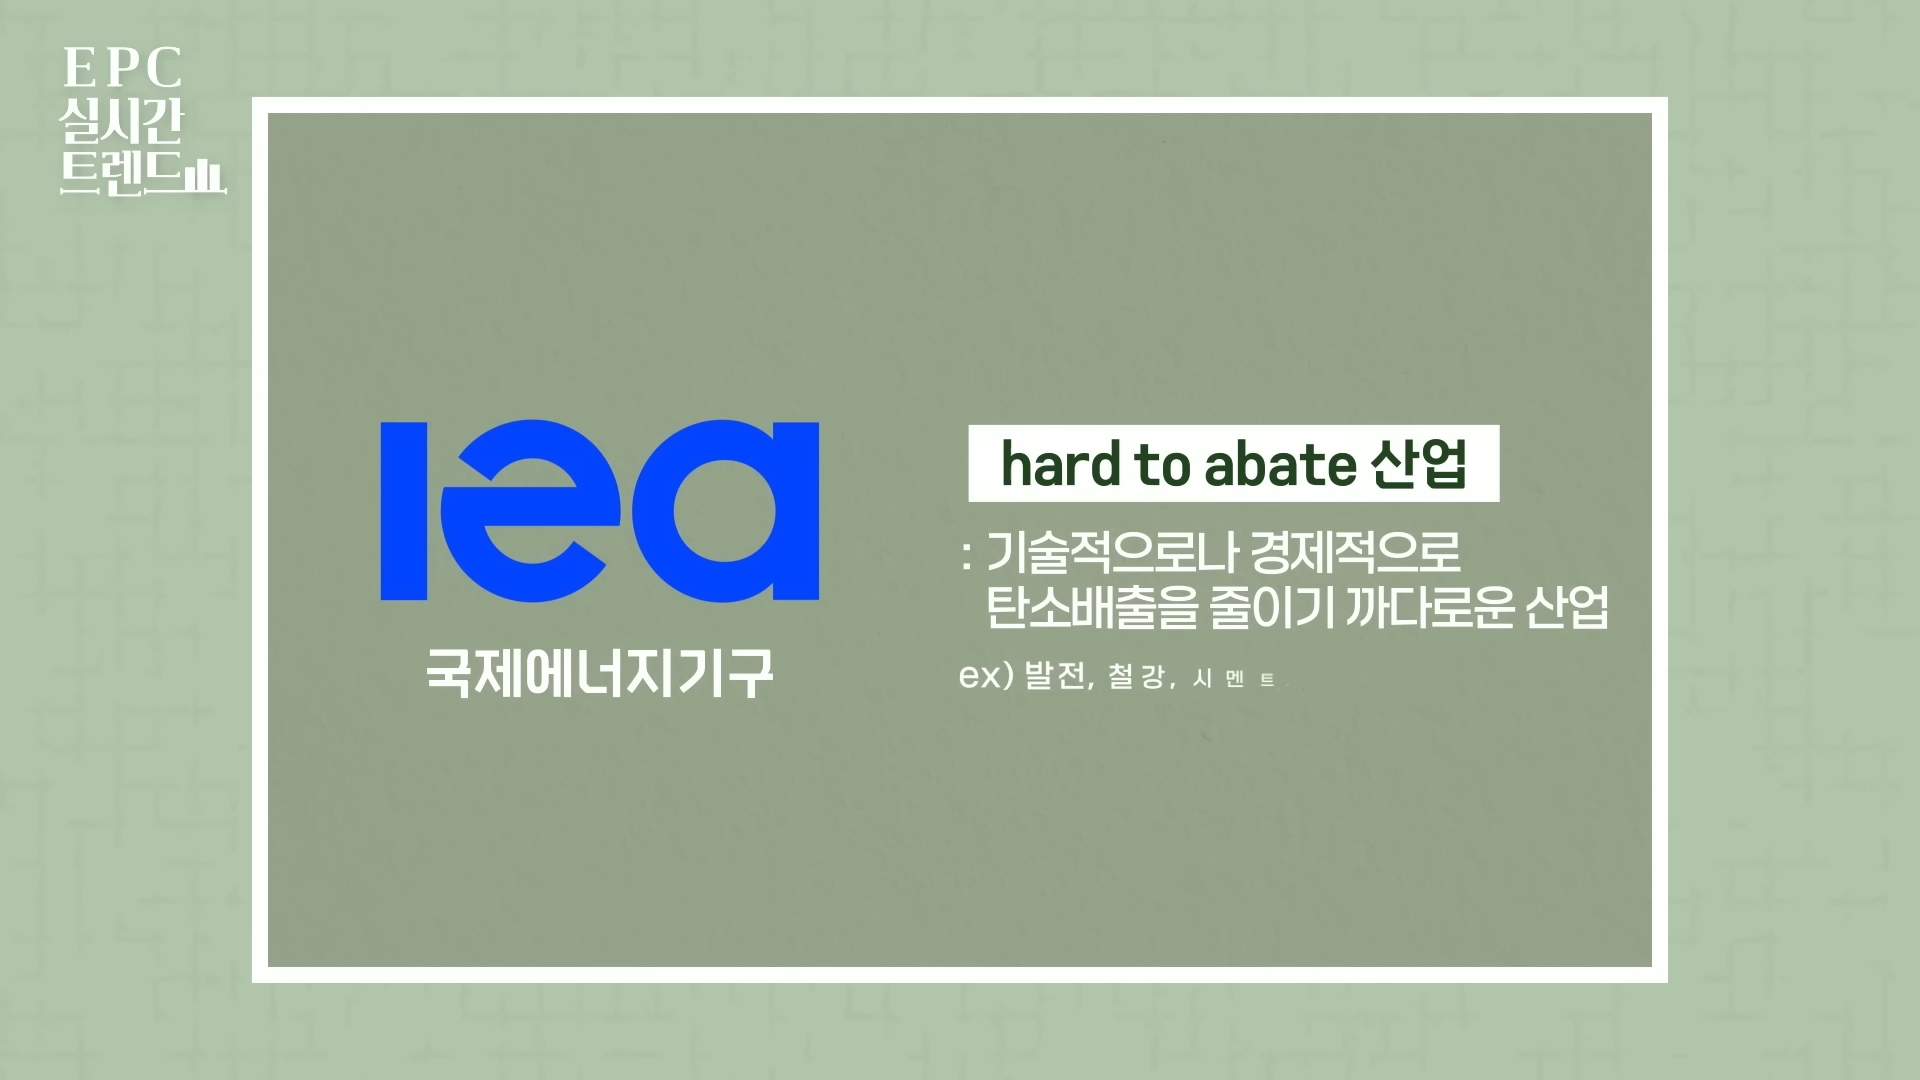 EPC
실시간
트렌드
iea
국제에너지기구
hard to abate 산업
: 기술적으로나 경제적으로
탄소배출을 줄이기 까다로운 산업
ex) 발전, 철강, 시멘트